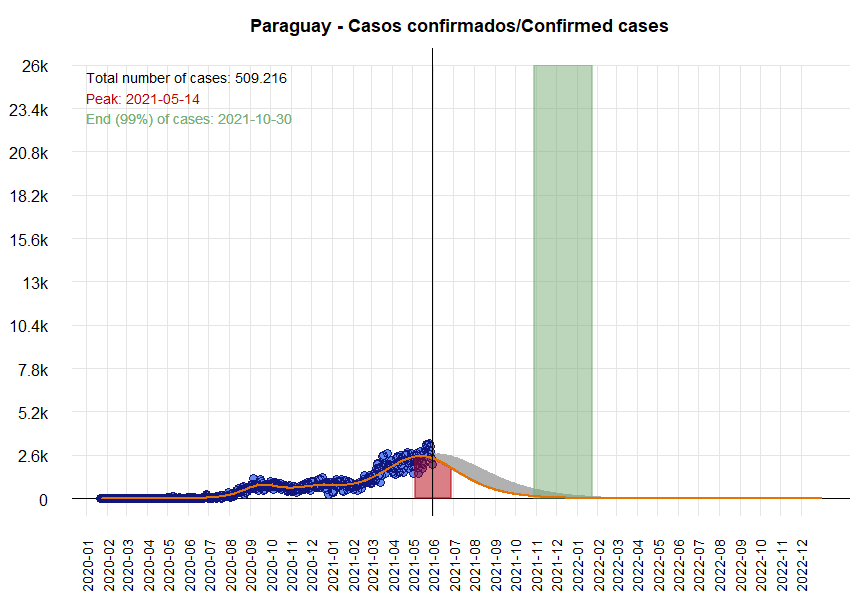 Paraguay - Casos confirmados/Confirmed cases
26k
Total number of cases: 509.216
Peak: 2021-05-14
23.4k
End (99%) of cases: 2021-10-30
20.8k
18.2k
15.6k
13k
10.4k
7.8k
5.2k
2.6k
0
2020-01
2020-02
2020-03
2020-04
2020-05
2020-06
2020-07
2020-08
2020-09
2020-10
2020-11
2020-12
2021-01
2021-02
2021-03
2021-04
2021-05
2021-06
2021-07
2021-08
2021-09
2021-10
2021-11
2021-12
2022-01
2022-02
2022-03
2022-04
2022-05
2022-06
2022-07
2022-08
2022-09
2022-10
2022-11
2022-12